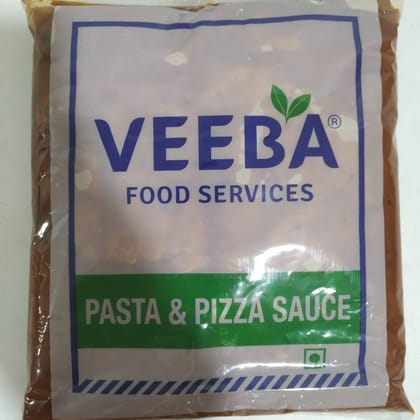 VEEBA®
FOOD SERVICES
PASTA & PIZZA SAUCE